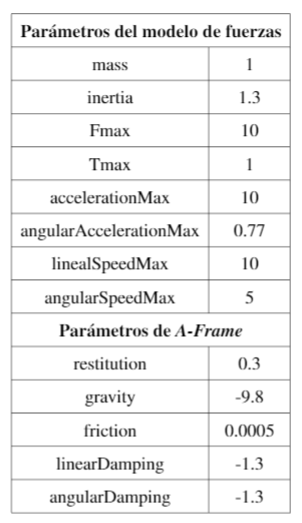 Parámetros del modelo de fuerzas
mass 1
inertia 1.3
Fmax 10
Tmax 1
accelerationMax 10
angularAccelerationMax 0.77
linealSpeedMax 10
angularSpeedMax 5
Parámetros de A-Frame
restitution 0.3
gravity -9.8
friction 0.0005
linearDamping -1.3
angularDamping -1.3